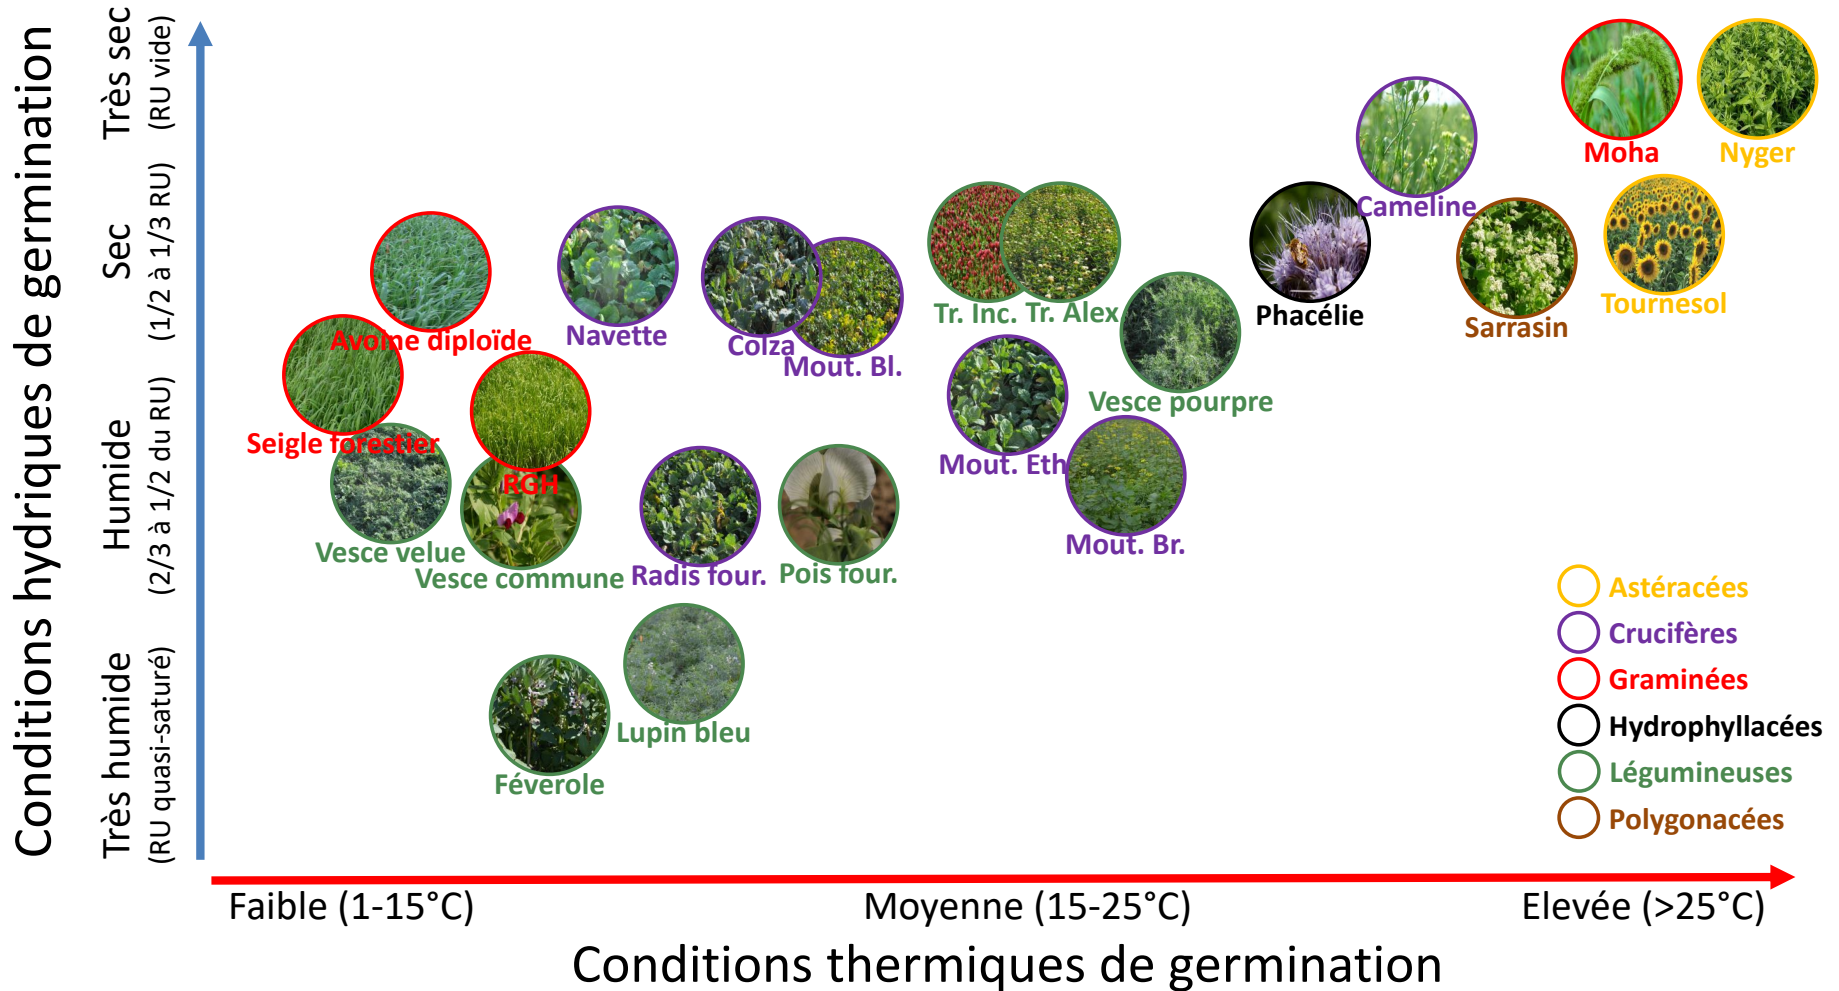 Conditions hydriques de germination
Très sec
(RU vide)
Sec
(1/2 à 1/3 RU)
Humide
(2/3 à 1/2 du RU)
Très humide
(RU quasi-saturé)
Moha
Nyger
Cameline
Tr. Inc.
Tr. Alex
Phacélie
Sarrasin
Tournesol
Avoine diploïde
Navette
Colza
Mout. Bl.
Vesce pourpre
Seigle forestier
RGH
Mout. Eth
Mout. Br.
Vesce velue
Vesce commune
Radis four.
Pois four.
Lupin bleu
Féverole
Astéracées
Crucifères
Graminées
Hydrophyllacées
Légumineuses
Polygonacées
Faible (1-15°C)
Moyenne (15-25°C)
Elevée (>25°C)
Conditions thermiques de germination